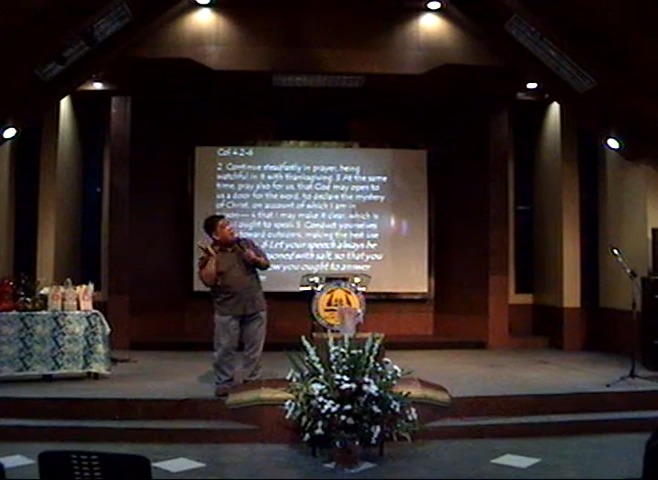 Col 4:2-6
2 Continue steadfastly in prayer, being
watchful in it with thanksgiving. 3 At the same
time, pray also for us, that God may open to
us a door for the word, to declare the mystery
of Christ, on account of which I am in
4 that I may make it clear, which is
ought to speak. 5 Conduct yourselves
toward outsiders, making the best use
6 Let your speech always be
soned with salt, so that you
ow you ought to answer